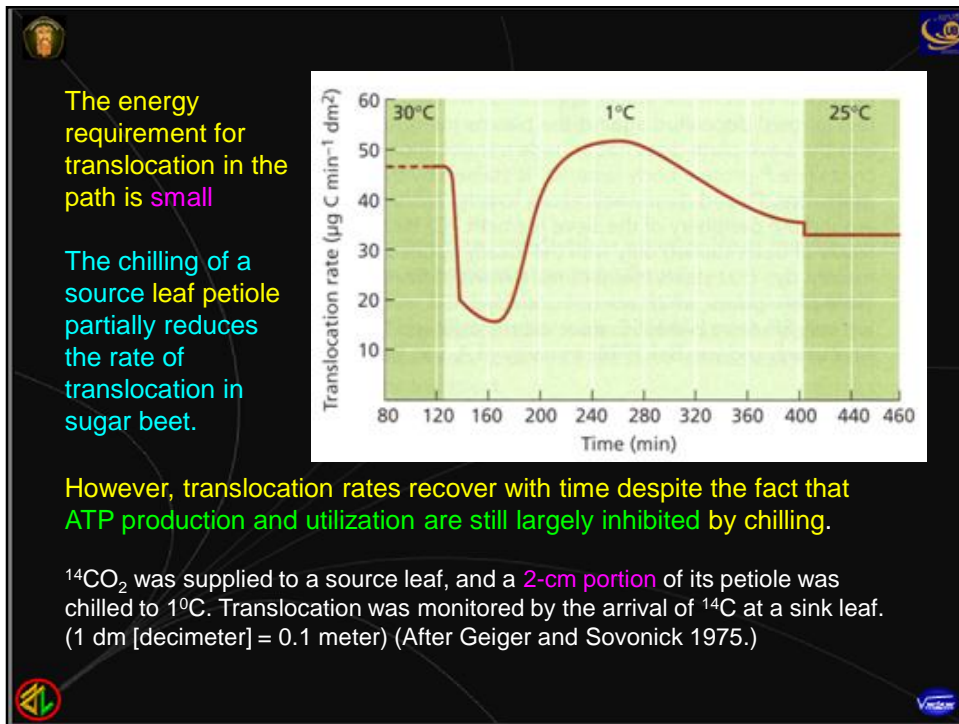 The energy
requirement for
translocation in the
path is small
The chilling of a
source leaf petiole
partially reduces
the rate of
translocation in
sugar beet.
Translocation rate (µg C min⁻¹ dm²)
60
50
40
30
20
10
30°C
1°C
25°C
80 120 160 200 240 280 320 360 400 440 460
Time (min)
However, translocation rates recover with time despite the fact that
ATP production and utilization are still largely inhibited by chilling.
¹⁴CO₂ was supplied to a source leaf, and a 2-cm portion of its petiole was
chilled to 1⁰C. Translocation was monitored by the arrival of ¹⁴C at a sink leaf.
(1 dm [decimeter] = 0.1 meter) (After Geiger and Sovonick 1975.)